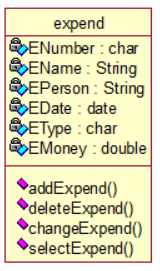 expend
ENumber : char
EName : String
EPerson : String
EDate : date
EType : char
EMoney : double
addExpend()
deleteExpend()
changeExpend()
selectExpend()